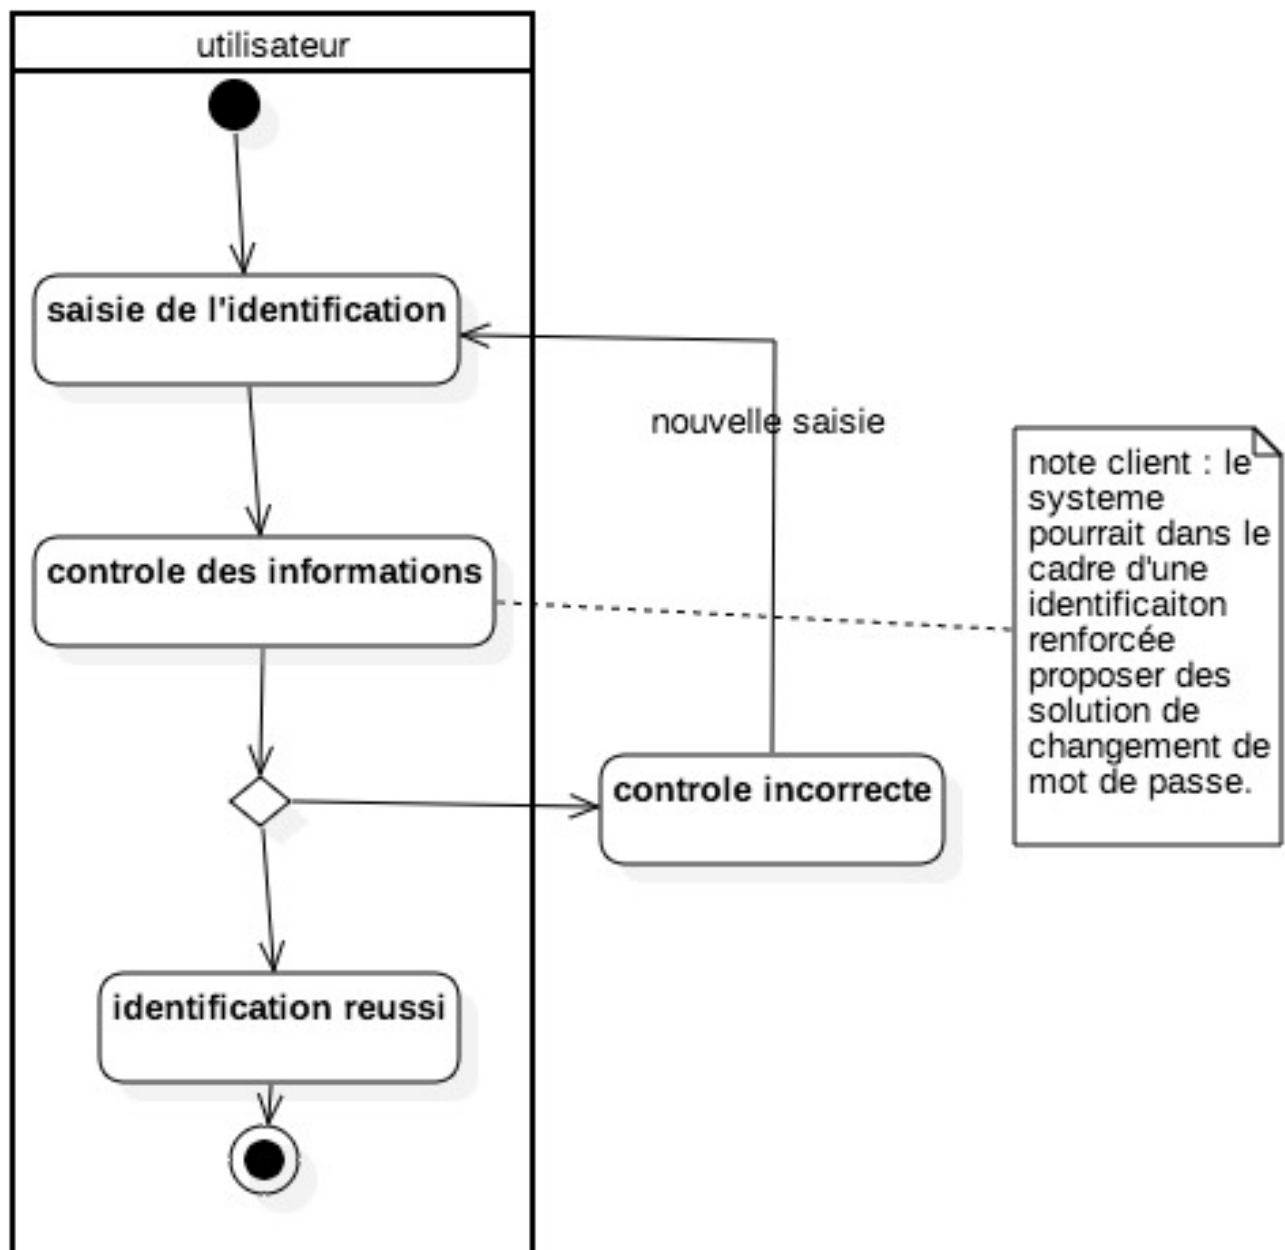 utilisateur
saisie de l'identification
nouvelle saisie
controle des informations
note client : le
systeme
pourrait dans le
cadre d'une
identificaiton
renforcée
proposer des
solution de
changement de
mot de passe.
controle incorrecte
identification reussi